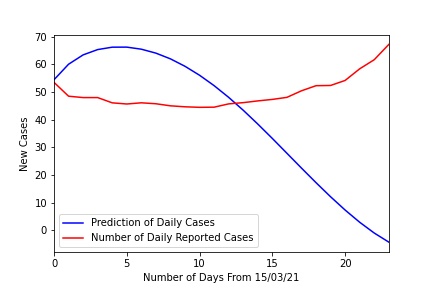 70
60
50
40
30
20
10
0
New Cases
Prediction of Daily Cases
Number of Daily Reported Cases
0 5 10 15 20
Number of Days From 15/03/21